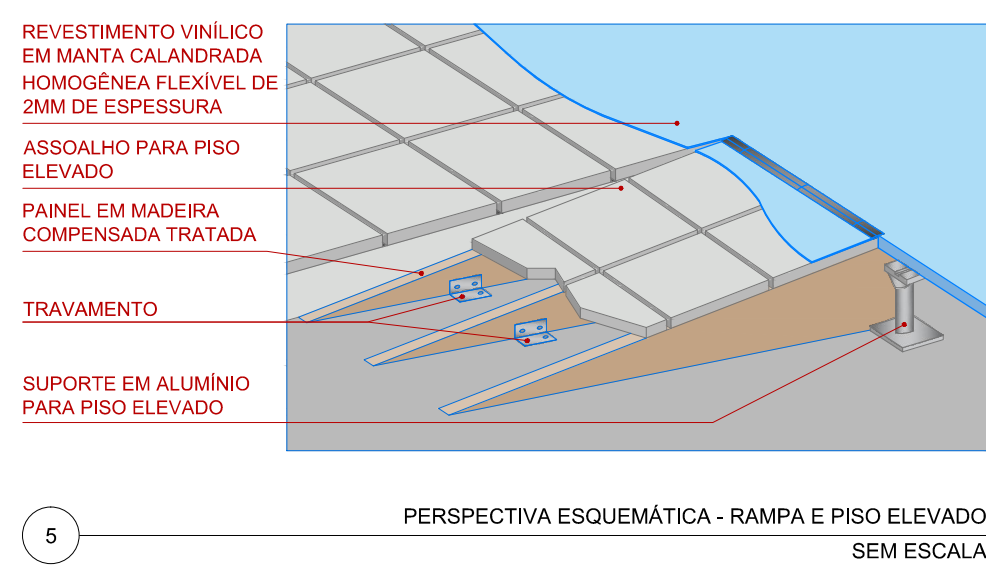 REVESTIMENTO VINÍLICO
EM MANTA CALANDRADA
HOMOGÊNEA FLEXÍVEL DE
2MM DE ESPESSURA
ASSOALHO PARA PISO
ELEVADO
PAINEL EM MADEIRA
COMPENSADA TRATADA
TRAVAMENTO
SUPORTE EM ALUMÍNIO
PARA PISO ELEVADO
5
PERSPECTIVA ESQUEMÁTICA - RAMPA E PISO ELEVADO
SEM ESCALA